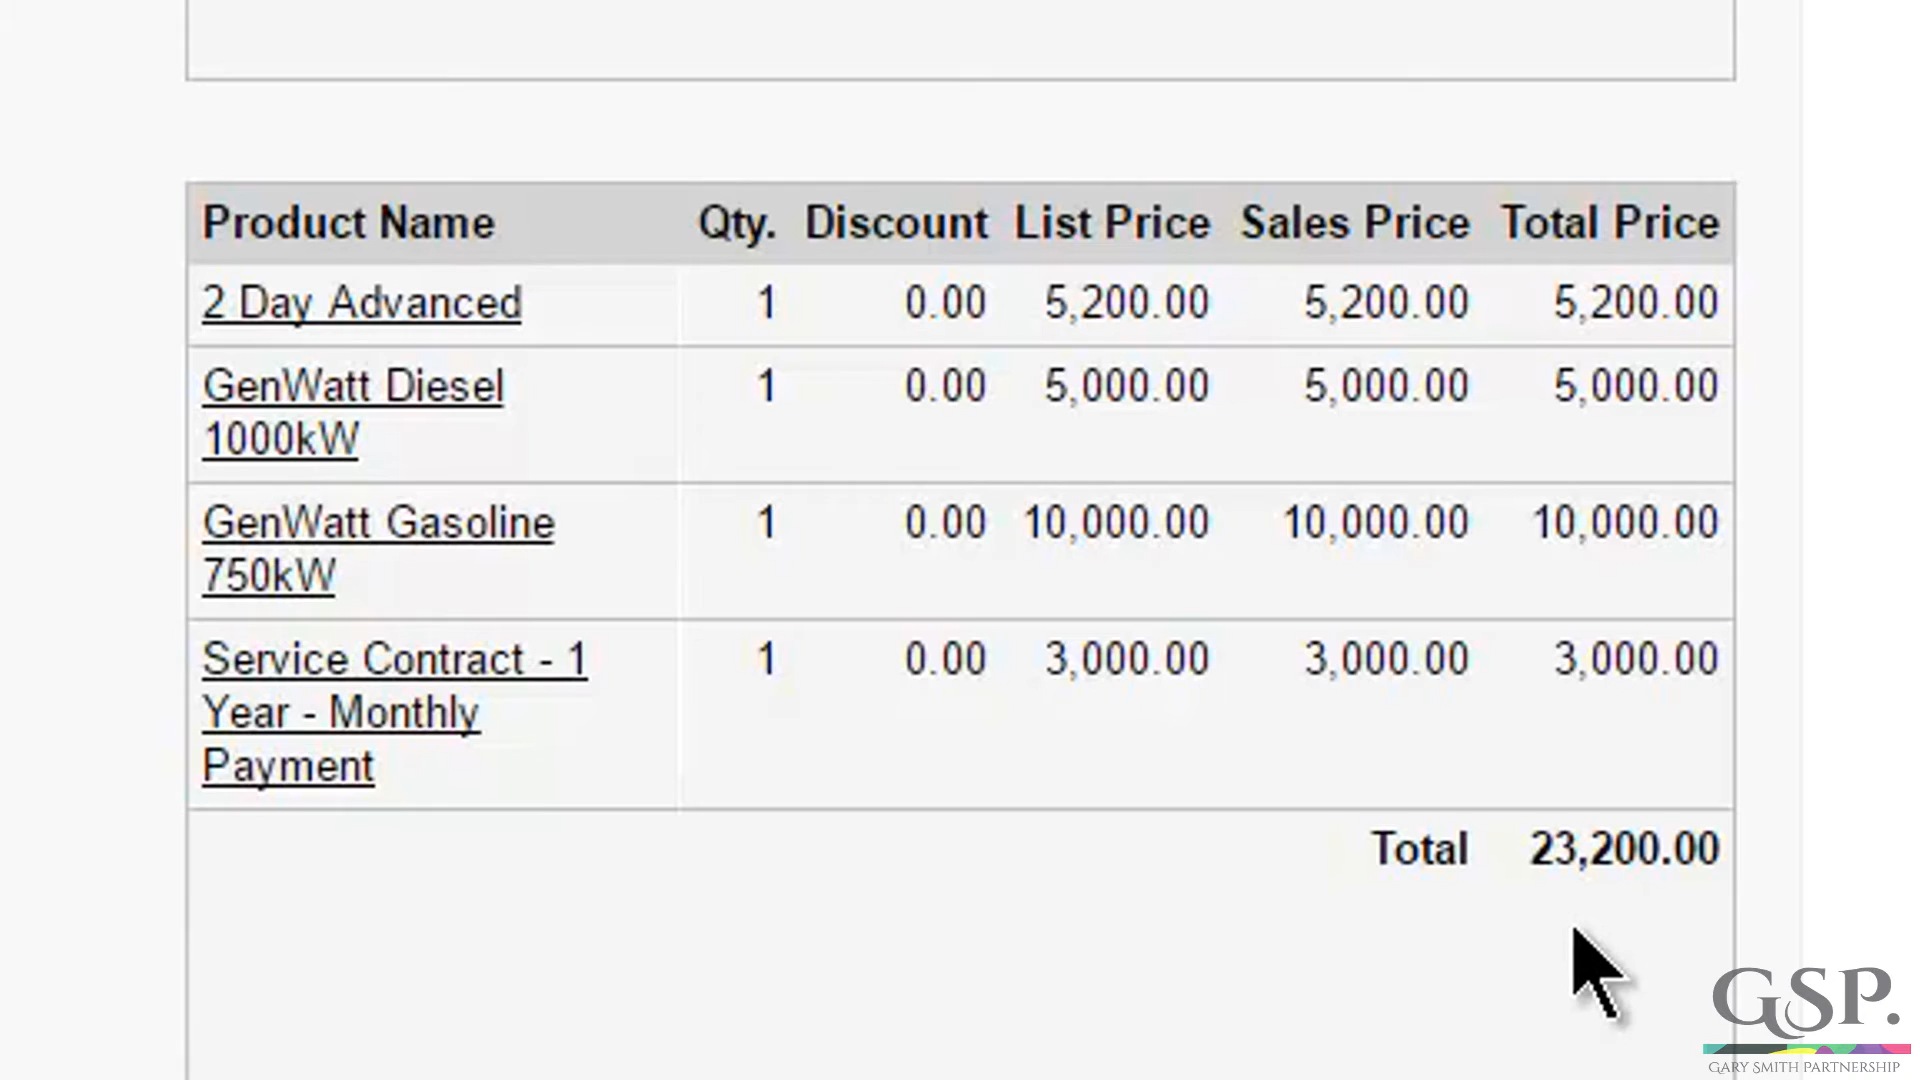 Product Name Qty. Discount List Price Sales Price Total Price
2 Day Advanced 1 0.00 5,200.00 5,200.00 5,200.00
GenWatt Diesel 1 0.00 5,000.00 5,000.00 5,000.00
1000kW
GenWatt Gasoline 1 0.00 10,000.00 10,000.00 10,000.00
750kW
Service Contract - 1 1 0.00 3,000.00 3,000.00 3,000.00
Year - Monthly
Payment
Total 23,200.00
GSP.
GARY SMITH PARTNERSHIP